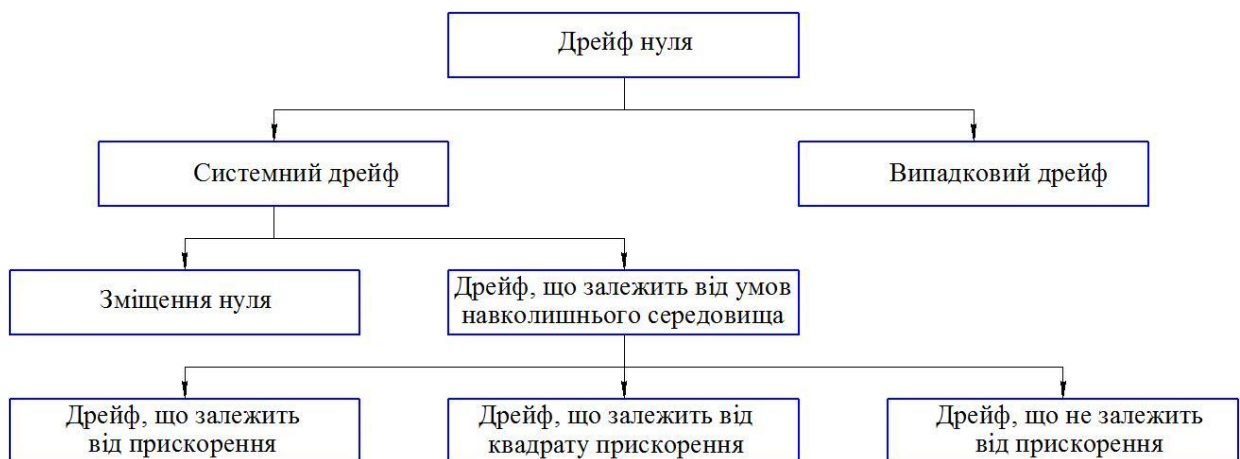 Дрейф нуля
Системний дрейф
Випадковий дрейф
Зміщення нуля
Дрейф, що залежить від умов
навколишнього середовища
Дрейф, що залежить
від прискорення
Дрейф, що залежить від
квадрату прискорення
Дрейф, що не залежить
від прискорення